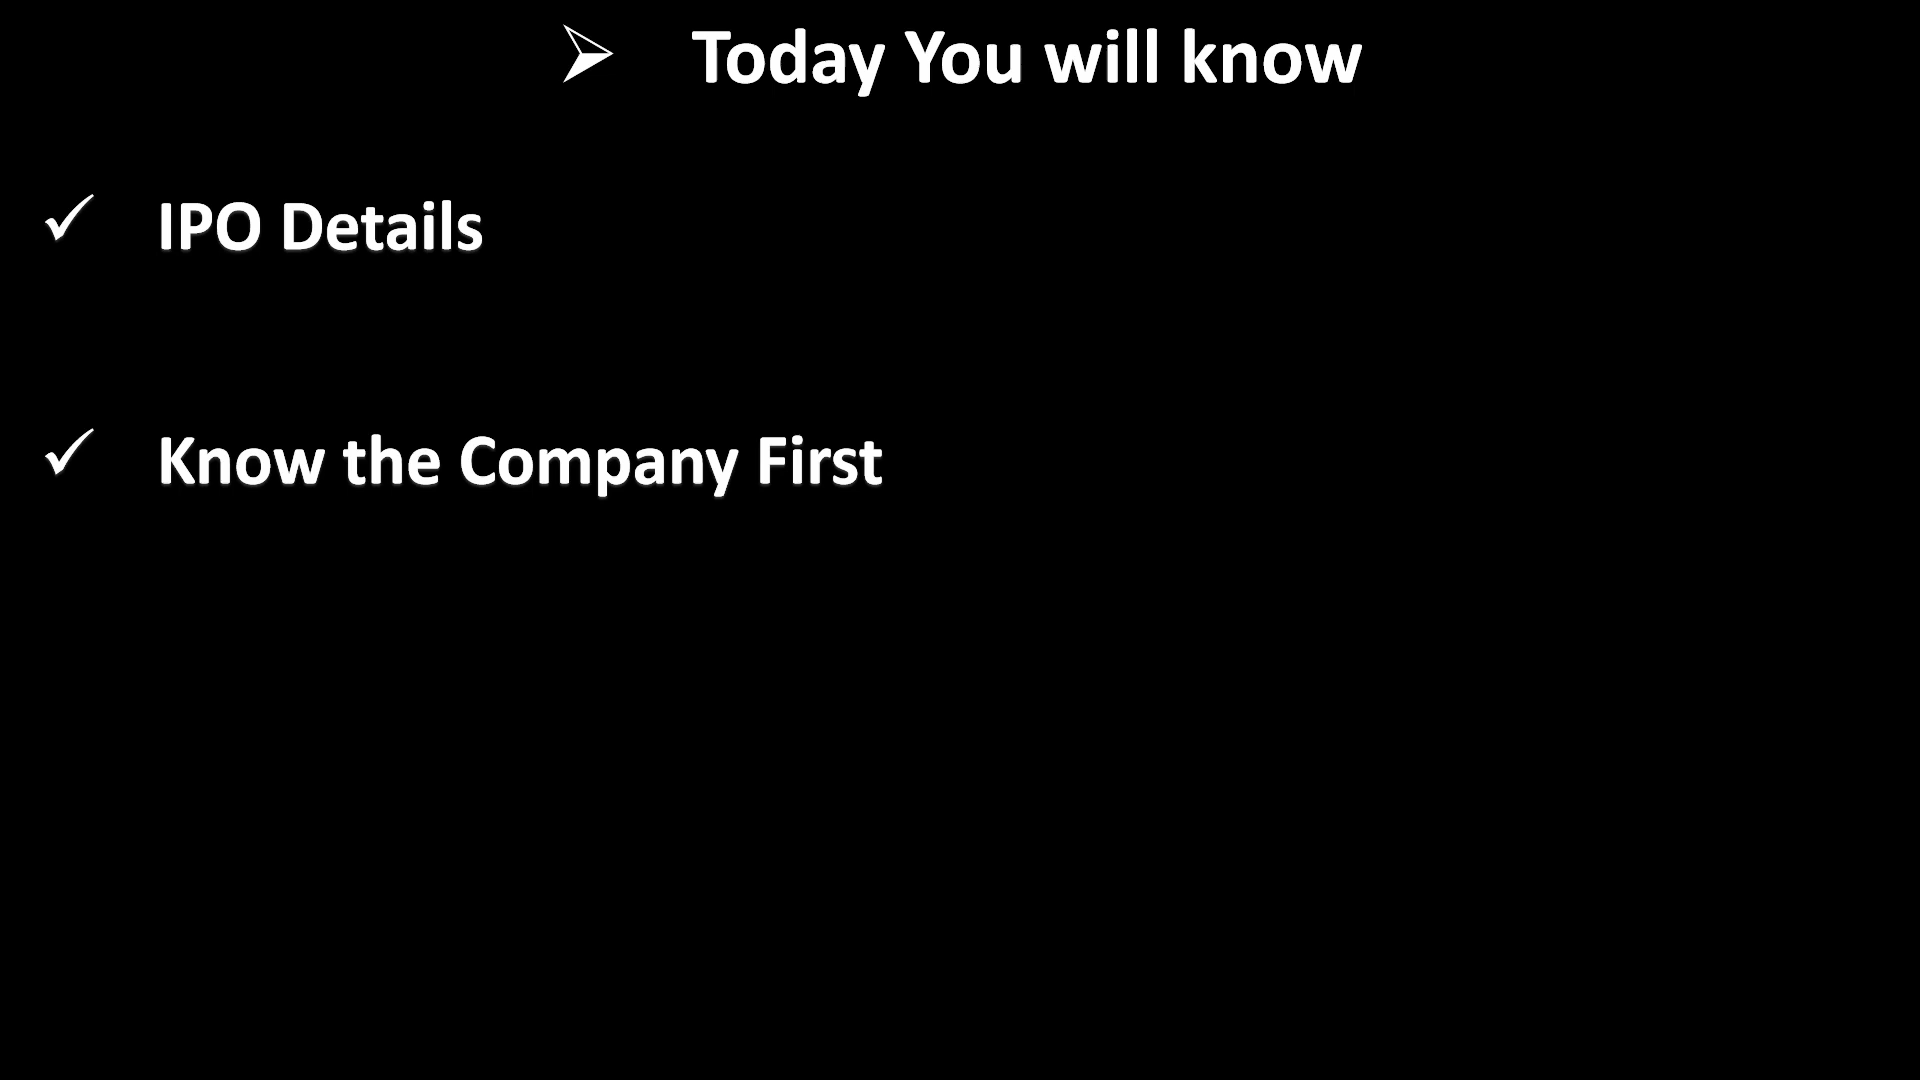 ➢ Today You will know
✓ IPO Details
✓ Know the Company First